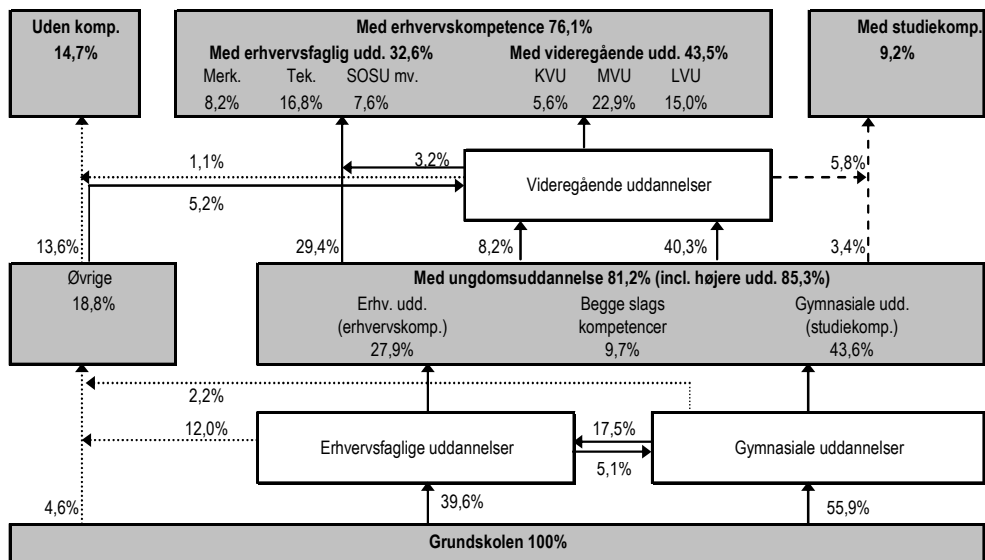 Uden komp.
14,7%
Med erhvervskompetence 76,1%
Med erhvervsfaglig udd. 32,6% Med videregående udd. 43,5%
Merk. Tek. SOSU mv. KVU MVU LVU
8,2% 16,8% 7,6% 5,6% 22,9% 15,0%
Med studiekomp.
9,2%
1,1%
3,2%
5,8%
Videregående uddannelser
5,2%
13,6%
29,4%
8,2%
40,3%
3,4%
Øvrige
18,8%
Med ungdomsuddannelse 81,2% (incl. højere udd. 85,3%)
Erhv. udd. Begge slags Gymnasiale udd.
(erhvervskomp.) kompetencer (studiekomp.)
27,9% 9,7% 43,6%
2,2%
12,0%
Erhvervsfaglige uddannelser
17,5%
5,1%
Gymnasiale uddannelser
4,6%
39,6%
55,9%
Grundskolen 100%